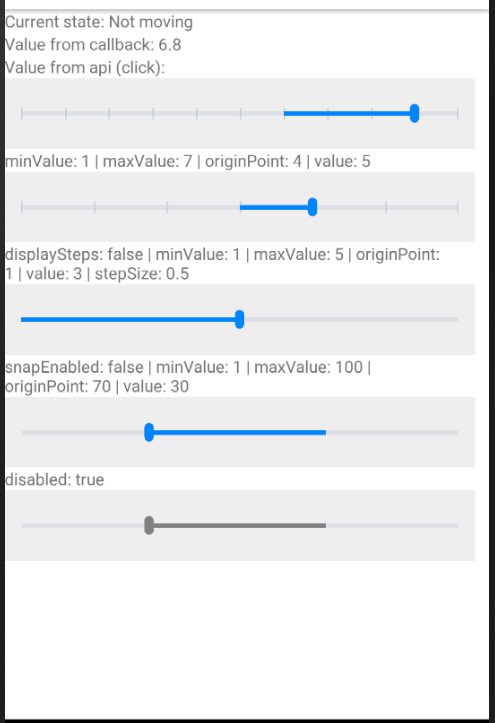 Current state: Not moving
Value from callback: 6.8
Value from api (click):
minValue: 1 | maxValue: 7 | originPoint: 4 | value: 5
displaySteps: false | minValue: 1 | maxValue: 5 | originPoint:
1 | value: 3 | stepSize: 0.5
snapEnabled: false | minValue: 1 | maxValue: 100 |
originPoint: 70 | value: 30
disabled: true